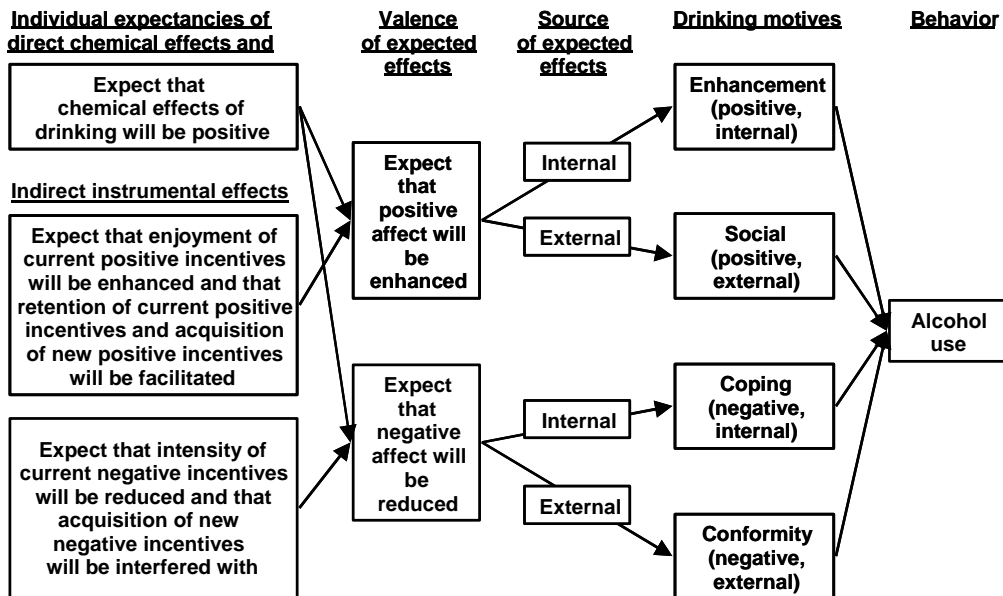 Individual expectancies of
direct chemical effects and
Valence
of expected
effects
Source
of expected
effects
Drinking motives
Behavior
Expect that
chemical effects of
drinking will be positive
Indirect instrumental effects
Expect that enjoyment of
current positive incentives
will be enhanced and that
retention of current positive
incentives and acquisition
of new positive incentives
will be facilitated
Expect that intensity of
current negative incentives
will be reduced and that
acquisition of new
negative incentives
will be interfered with
Expect
that
positive
affect will
be
enhanced
Expect
that
negative
affect will
be
reduced
Internal
External
Internal
External
Enhancement
(positive,
internal)
Social
(positive,
external)
Coping
(negative,
internal)
Conformity
(negative,
external)
Alcohol
use